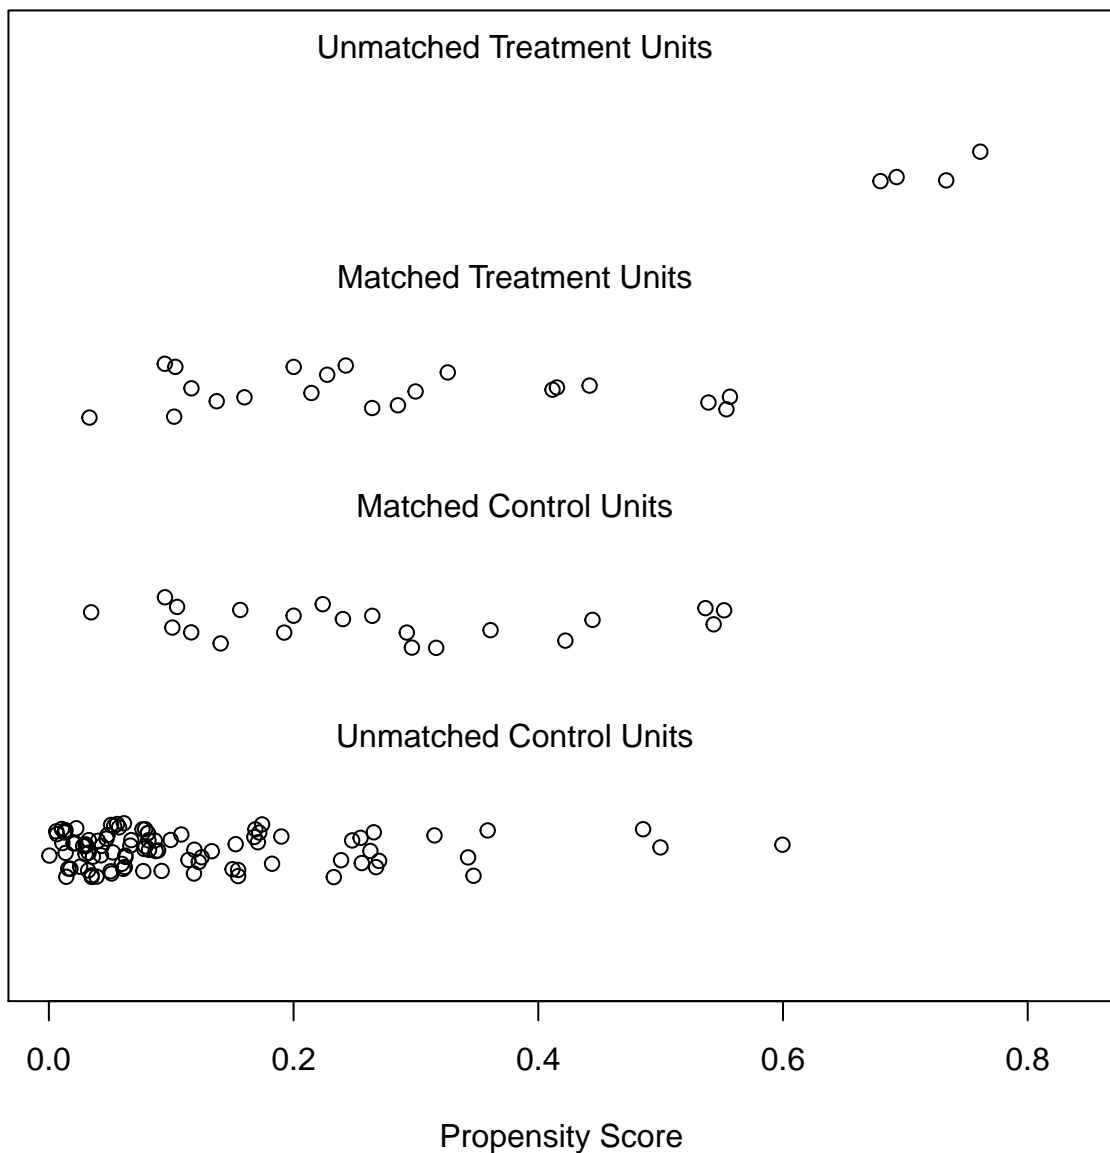 Unmatched Treatment Units
Matched Treatment Units
Matched Control Units
Unmatched Control Units
0.0 0.2 0.4 0.6 0.8
Propensity Score